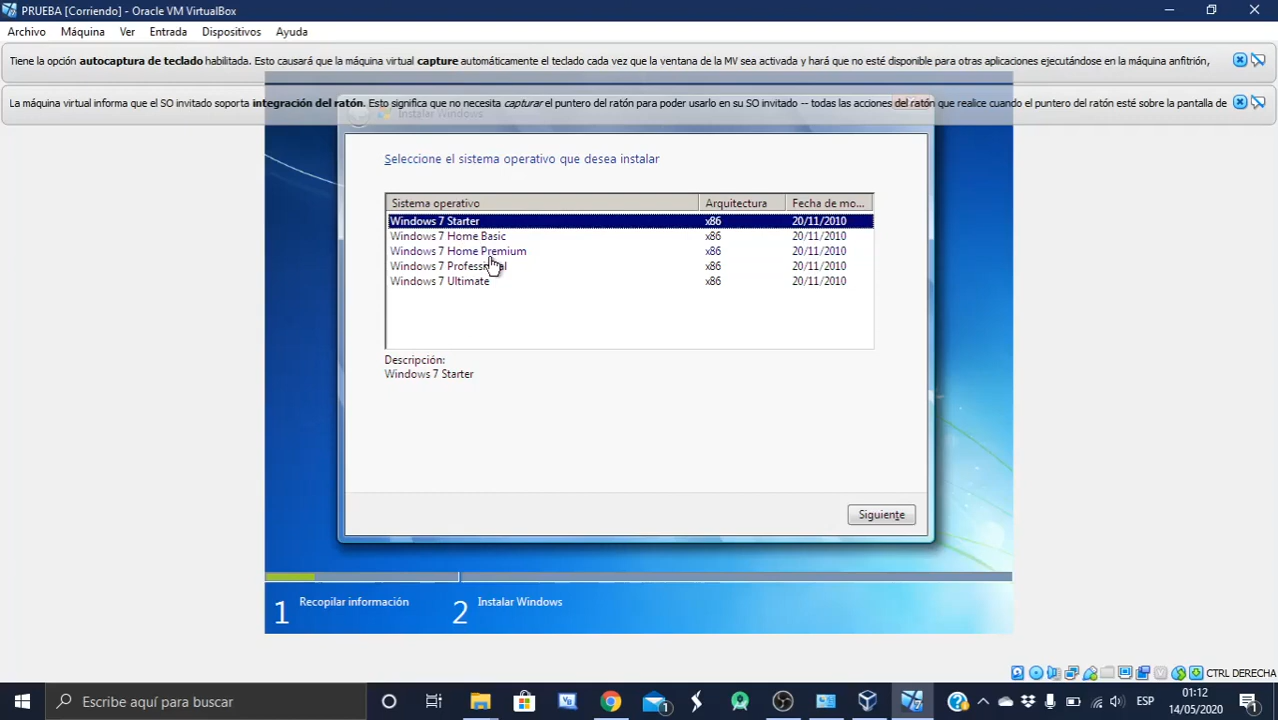 PRUEBA [Corriendo] - Oracle VM VirtualBox
Archivo Máquina Ver Entrada Dispositivos Ayuda
Tiene la opción autocaptura de teclado habilitada. Esto causará que la máquina virtual capture automáticamente el teclado cada vez que la ventana de la MV sea activada y hará que no esté disponible para otras aplicaciones ejecutándose en la máquina anfitrión,
La máquina virtual informa que el SO invitado soporta integración del ratón. Esto significa que no necesita capturar el puntero del ratón para poder usarlo en su SO invitado -- todas las acciones del ratón que realice cuando el puntero del ratón esté sobre la pantalla de
Instalar Windows
Seleccione el sistema operativo que desea instalar
Sistema operativo Arquitectura Fecha de mo...
Windows 7 Starter x86 20/11/2010
Windows 7 Home Basic x86 20/11/2010
Windows 7 Home Premium x86 20/11/2010
Windows 7 Professional x86 20/11/2010
Windows 7 Ultimate x86 20/11/2010
Descripción:
Windows 7 Starter
Siguiente
1 Recopilar información 2 Instalar Windows
CTRL DERECHA
Escribe aquí para buscar
ESP
01:12
14/05/2020